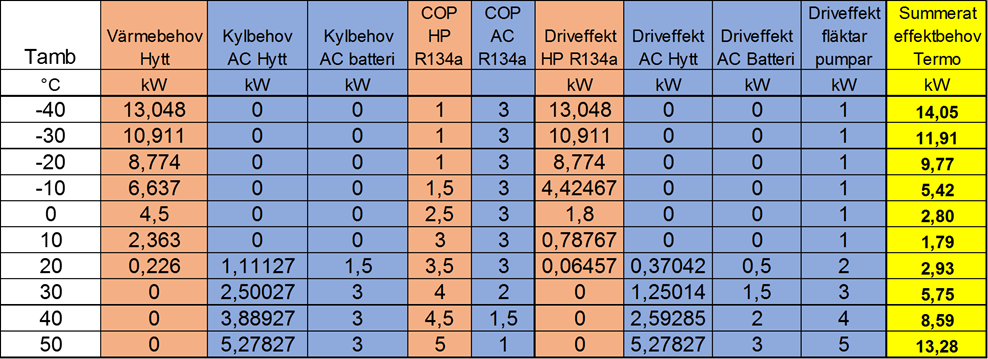 Tamb Värmebehov Hytt Kylbehov AC Hytt Kylbehov AC batteri COP HP R134a COP AC R134a Driveffekt HP R134a Driveffekt AC Hytt Driveffekt AC Batteri Driveffekt fläktar pumpar Summerat effektbehov Termo
°C kW kW kW kW kW kW kW kW
-40 13,048 0 0 1 3 13,048 0 0 1 14,05
-30 10,911 0 0 1 3 10,911 0 0 1 11,91
-20 8,774 0 0 1 3 8,774 0 0 1 9,77
-10 6,637 0 0 1,5 3 4,42467 0 0 1 5,42
0 4,5 0 0 2,5 3 1,8 0 0 1 2,80
10 2,363 0 0 3 3 0,78767 0 0 1 1,79
20 0,226 1,11127 1,5 3,5 3 0,06457 0,37042 0,5 2 2,93
30 0 2,50027 3 4 2 0 1,25014 1,5 3 5,75
40 0 3,88927 3 4,5 1,5 0 2,59285 2 4 8,59
50 0 5,27827 3 5 1 0 5,27827 3 5 13,28